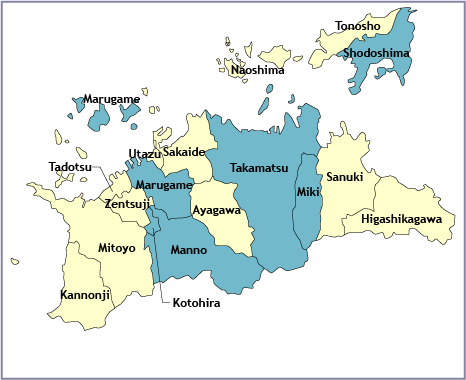 Tonosho
Shodoshima
Naoshima
Marugame
Utazu
Sakaide
Tadotsu
Takamatsu
Marugame
Miki
Sanuki
Zentsuji
Ayagawa
Higashikagawa
Mitoyo
Manno
Kannonji
Kotohira